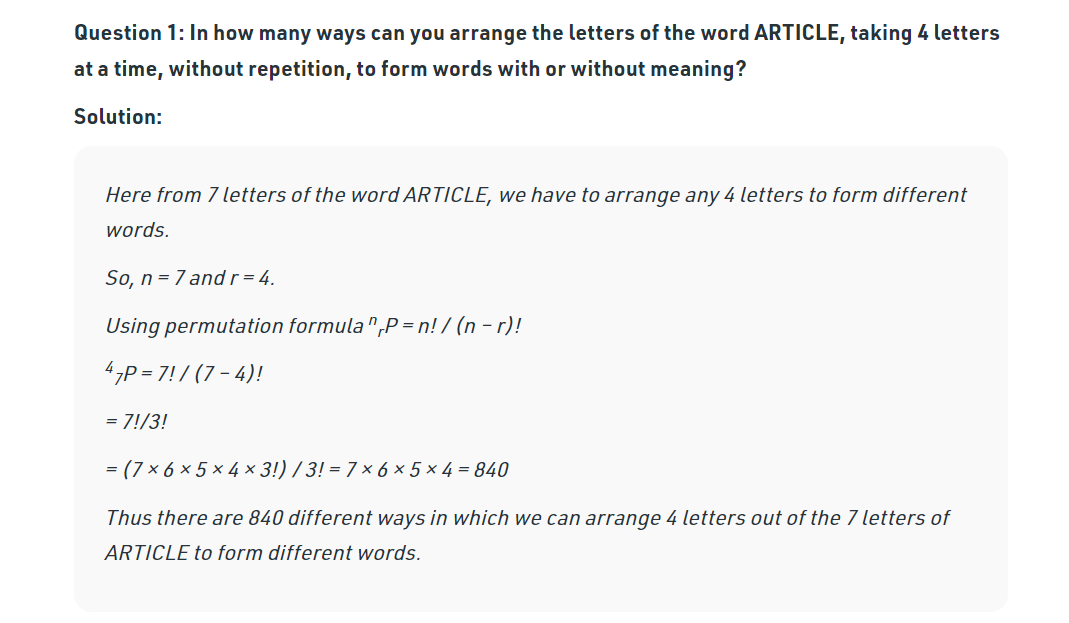 Question 1: In how many ways can you arrange the letters of the word ARTICLE, taking 4 letters
at a time, without repetition, to form words with or without meaning?
Solution:
Here from 7 letters of the word ARTICLE, we have to arrange any 4 letters to form different
words.
So, n = 7 and r = 4.
Using permutation formula ⁿᵣP = n! / (n − r)!
⁴₇P = 7! / (7 − 4)!
= 7!/3!
= (7 × 6 × 5 × 4 × 3!) / 3! = 7 × 6 × 5 × 4 = 840
Thus there are 840 different ways in which we can arrange 4 letters out of the 7 letters of
ARTICLE to form different words.